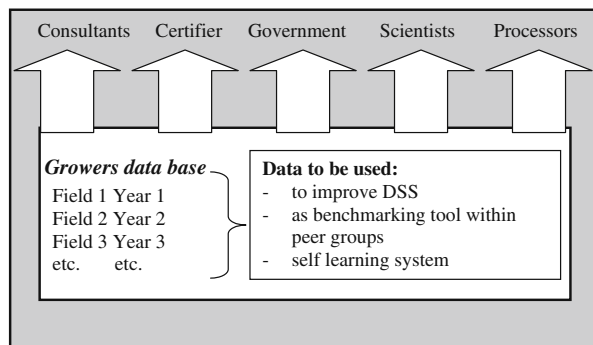 Consultants Certifier Government Scientists Processors
Growers data base
Field 1 Year 1
Field 2 Year 2
Field 3 Year 3
etc. etc.
Data to be used:
- to improve DSS
- as benchmarking tool within
peer groups
- self learning system